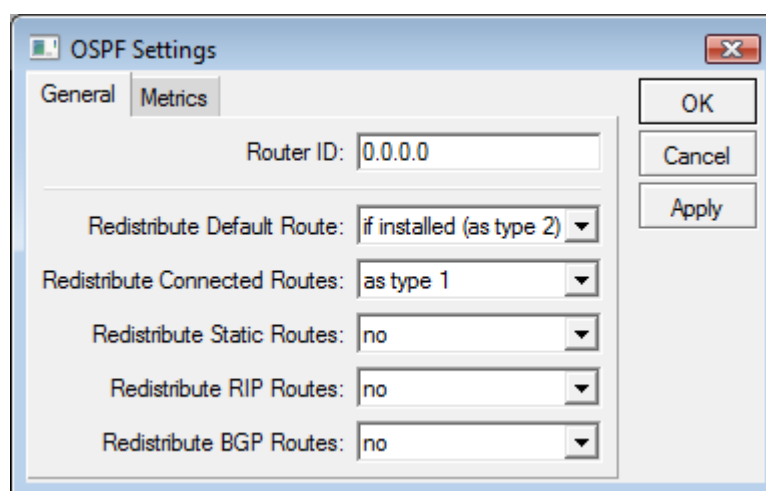 OSPF Settings
General Metrics
OK
Router ID: 0.0.0.0
Cancel
Apply
Redistribute Default Route: if installed (as type 2)
Redistribute Connected Routes: as type 1
Redistribute Static Routes: no
Redistribute RIP Routes: no
Redistribute BGP Routes: no